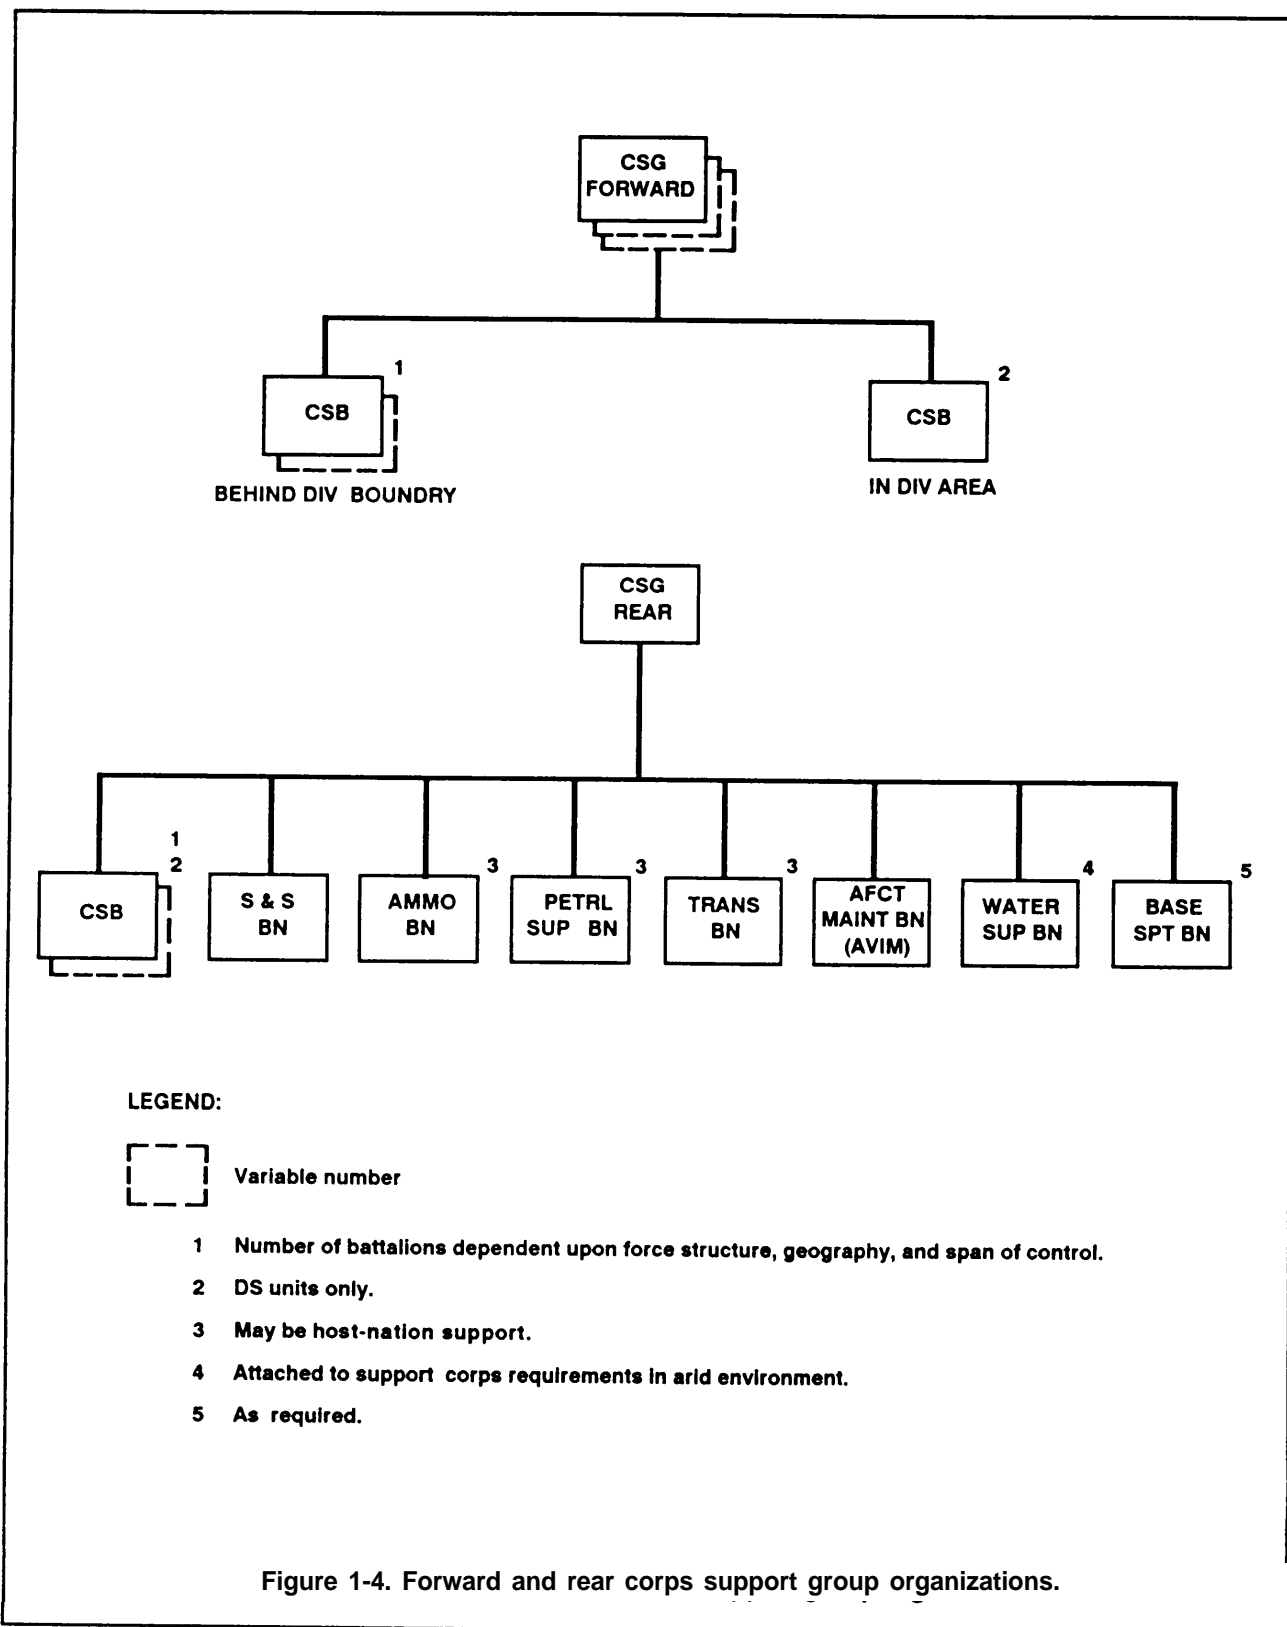 CSG
FORWARD
1
CSB
BEHIND DIV BOUNDRY
2
CSB
IN DIV AREA
CSG
REAR
1
2
CSB
S & S
BN
3
AMMO
BN
3
PETRL
SUP BN
3
TRANS
BN
AFCT
MAINT BN
(AVIM)
4
WATER
SUP BN
5
BASE
SPT BN
LEGEND:
Variable number
1 Number of battalions dependent upon force structure, geography, and span of control.
2 DS units only.
3 May be host-nation support.
4 Attached to support corps requirements in arid environment.
5 As required.
Figure 1-4. Forward and rear corps support group organizations.